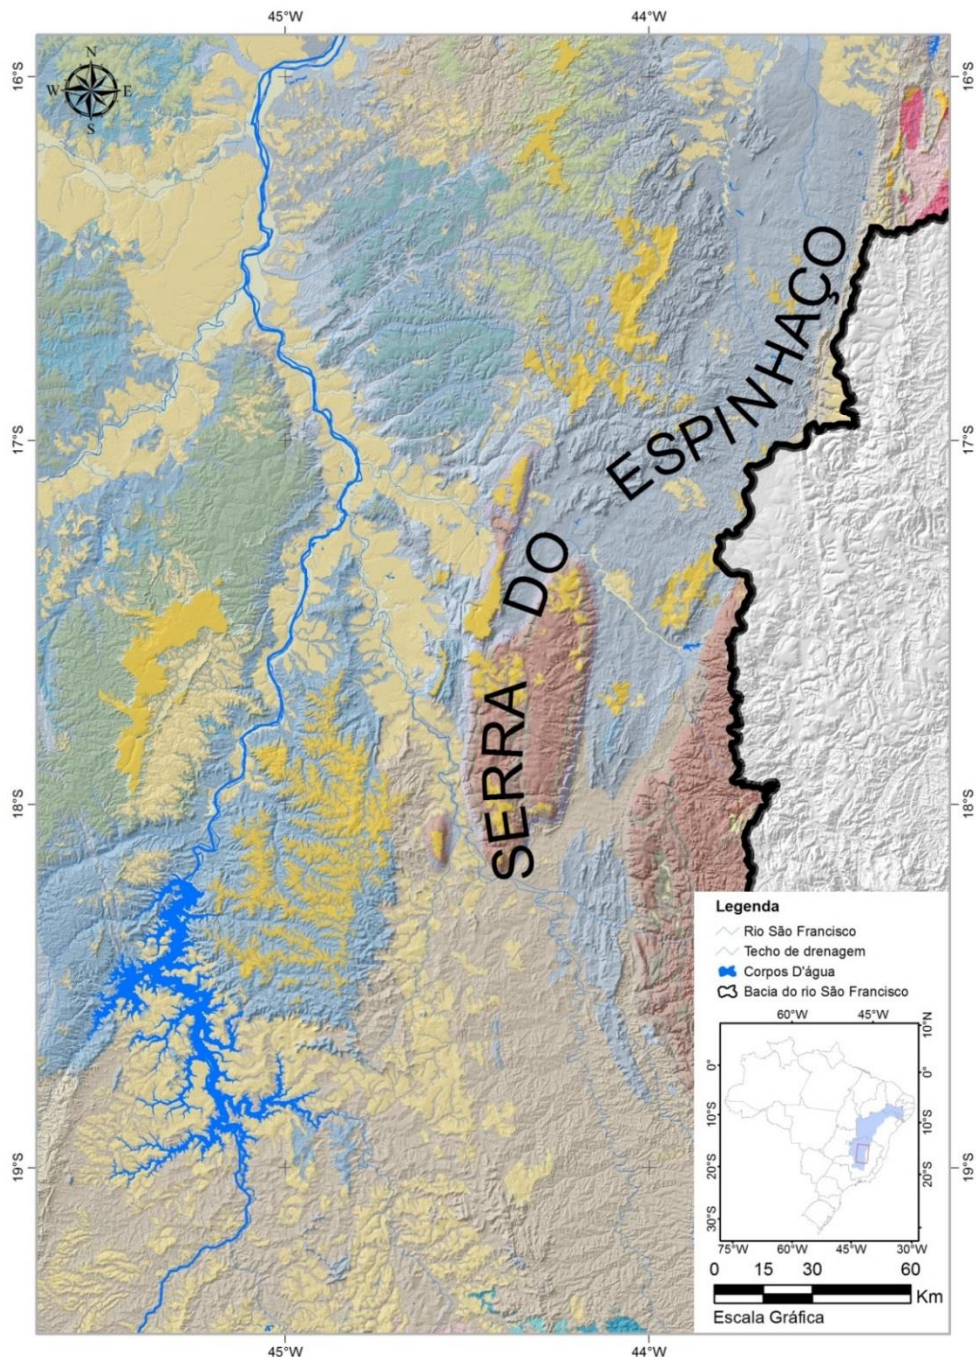 45°W 44°W
16°S 16°S
N
W E
S
SERRA DO ESPINHAÇO
17°S 17°S
18°S 18°S
Legenda
Rio São Francisco
Techo de drenagem
Corpos D'água
Bacia do rio São Francisco
60°W 45°W
10°N
0° 0°
10°S 10°S
20°S 20°S
30°S
75°W 60°W 45°W 30°W
19°S 19°S
0 15 30 60
Km
Escala Gráfica
45°W 44°W